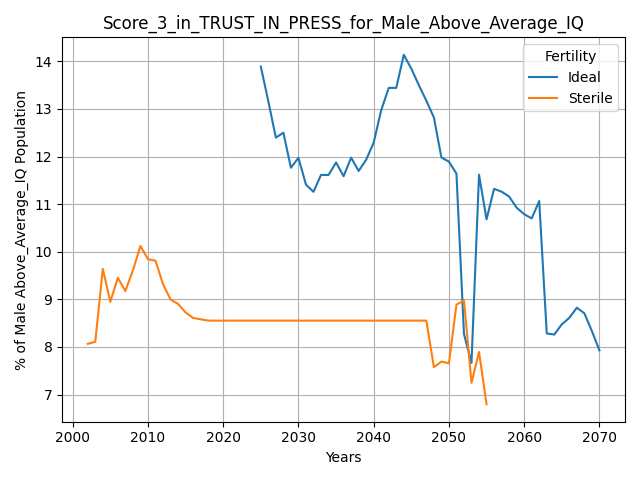 Score_3_in_TRUST_IN_PRESS_for_Male_Above_Average_IQ
% of Male Above_Average_IQ Population
14
13
12
11
10
9
8
7
Fertility
Ideal
Sterile
2000 2010 2020 2030 2040 2050 2060 2070
Years